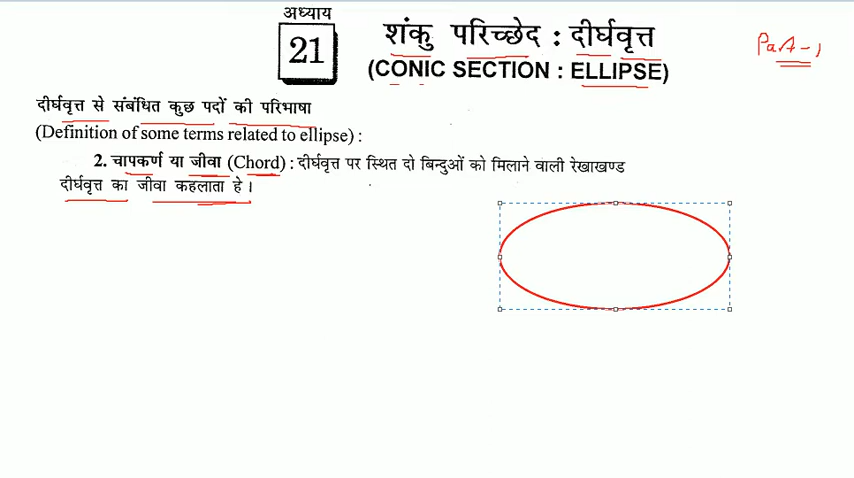 अध्याय
21
शंकु परिच्छेद : दीर्घवृत्त
(CONIC SECTION : ELLIPSE)
Part-1
दीर्घवृत्त से संबंधित कुछ पदों की परिभाषा
(Definition of some terms related to ellipse) :
2. चापकर्ण या जीवा (Chord) : दीर्घवृत्त पर स्थित दो बिन्दुओं को मिलाने वाली रेखाखण्ड
दीर्घवृत्त का जीवा कहलाता हे ।